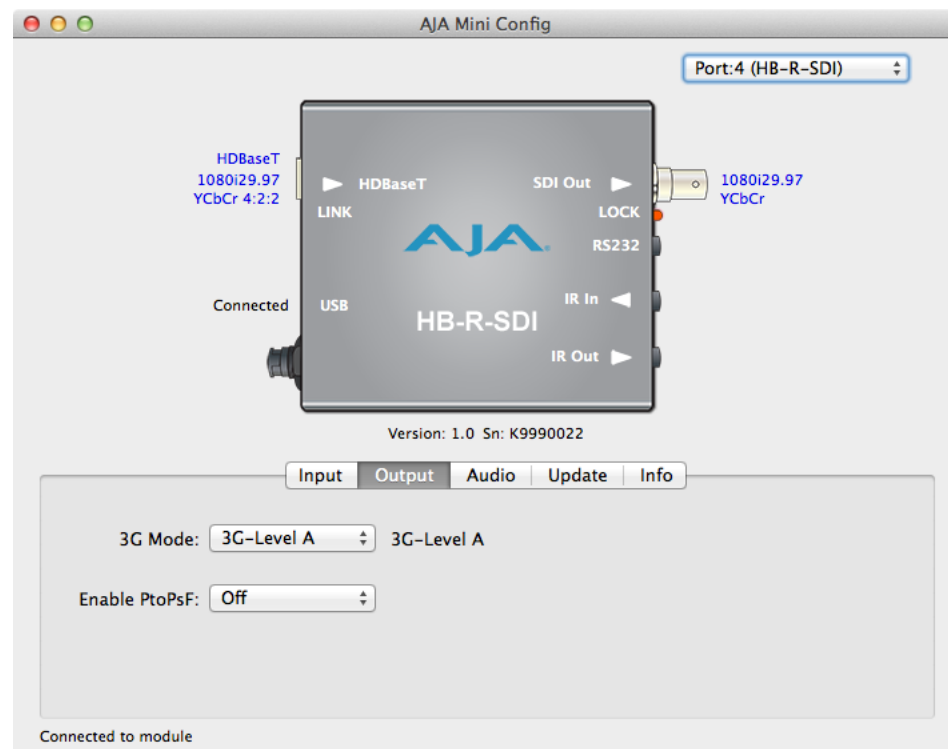 AJA Mini Config
Port:4 (HB-R-SDI)
HDBaseT
1080i29.97
YCbCr 4:2:2
HDBaseT
LINK
SDI Out
LOCK
1080i29.97
YCbCr
AJA
RS232
Connected
USB
IR In
HB-R-SDI
IR Out
Version: 1.0 Sn: K9990022
Input Output Audio Update Info
3G Mode: 3G-Level A 3G-Level A
Enable PtoPsF: Off
Connected to module